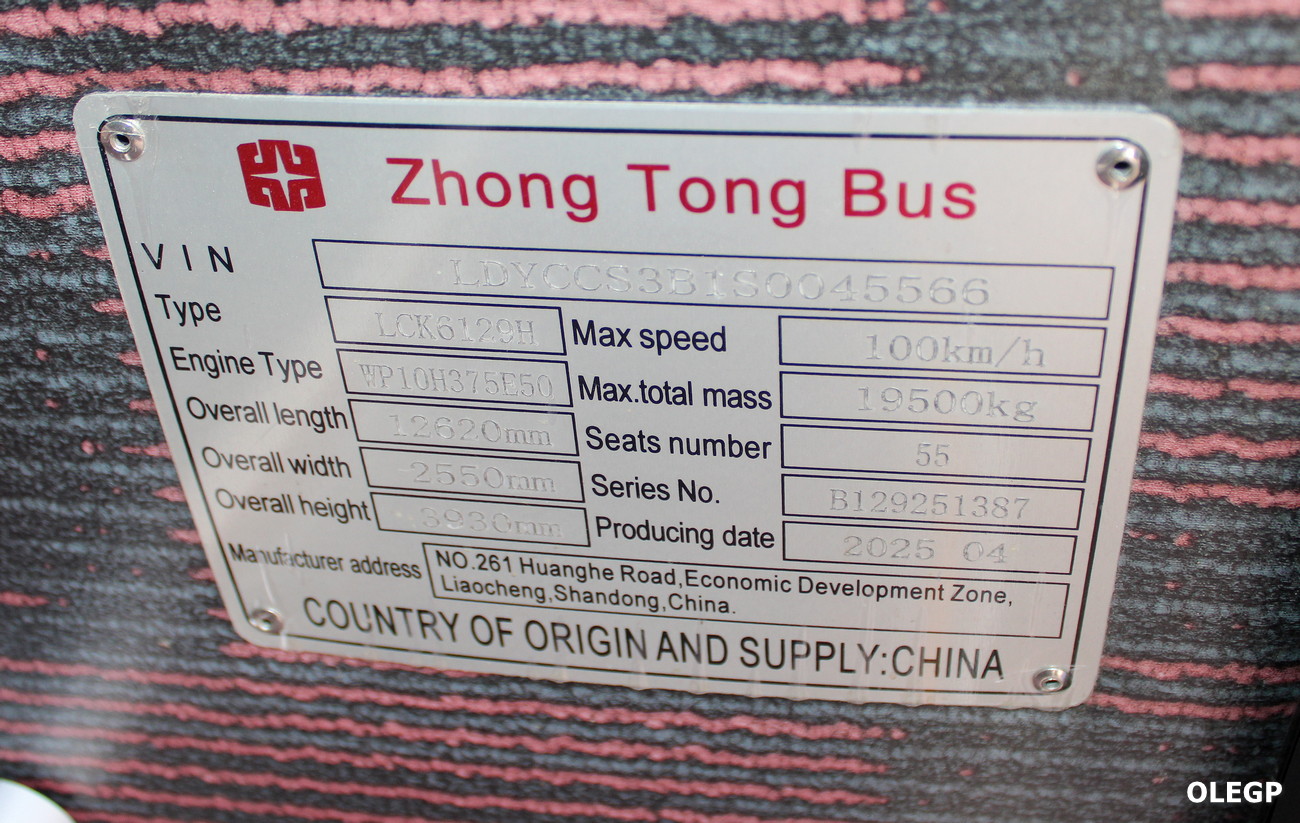 Zhong Tong Bus
VIN LDYCCS3B1S0045566
Type LCK6129H Max speed 100km/h
Engine Type WP10H375E50 Max.total mass 19500kg
Overall length 12620mm Seats number 55
Overall width 2550mm Series No. B129251387
Overall height 3930mm Producing date 2025 04
Manufacturer address NO.261 Huanghe Road,Economic Development Zone,
Liaocheng,Shandong,China.
COUNTRY OF ORIGIN AND SUPPLY:CHINA
OLEGP